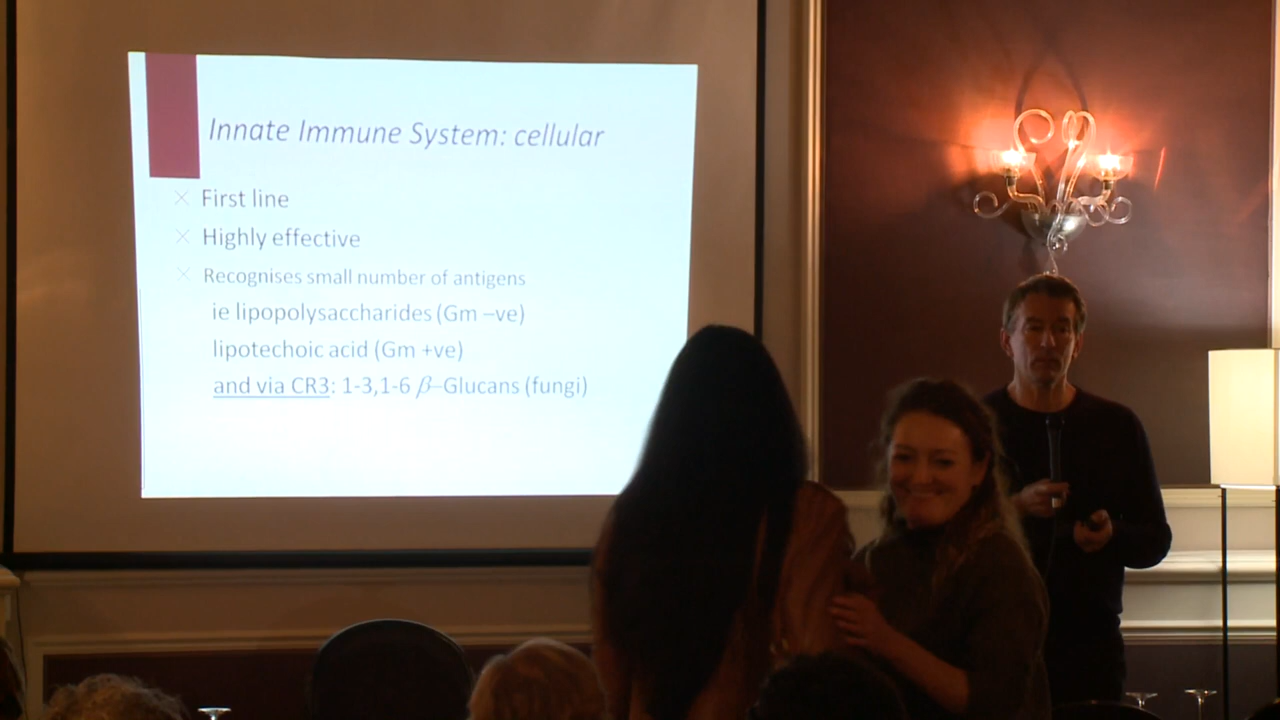 Innate Immune System: cellular
First line
Highly effective
Recognises small number of antigens
ie lipopolysaccharides (Gm –ve)
lipotechoic acid (Gm +ve)
and via CR3: 1-3,1-6 β–Glucans (fungi)